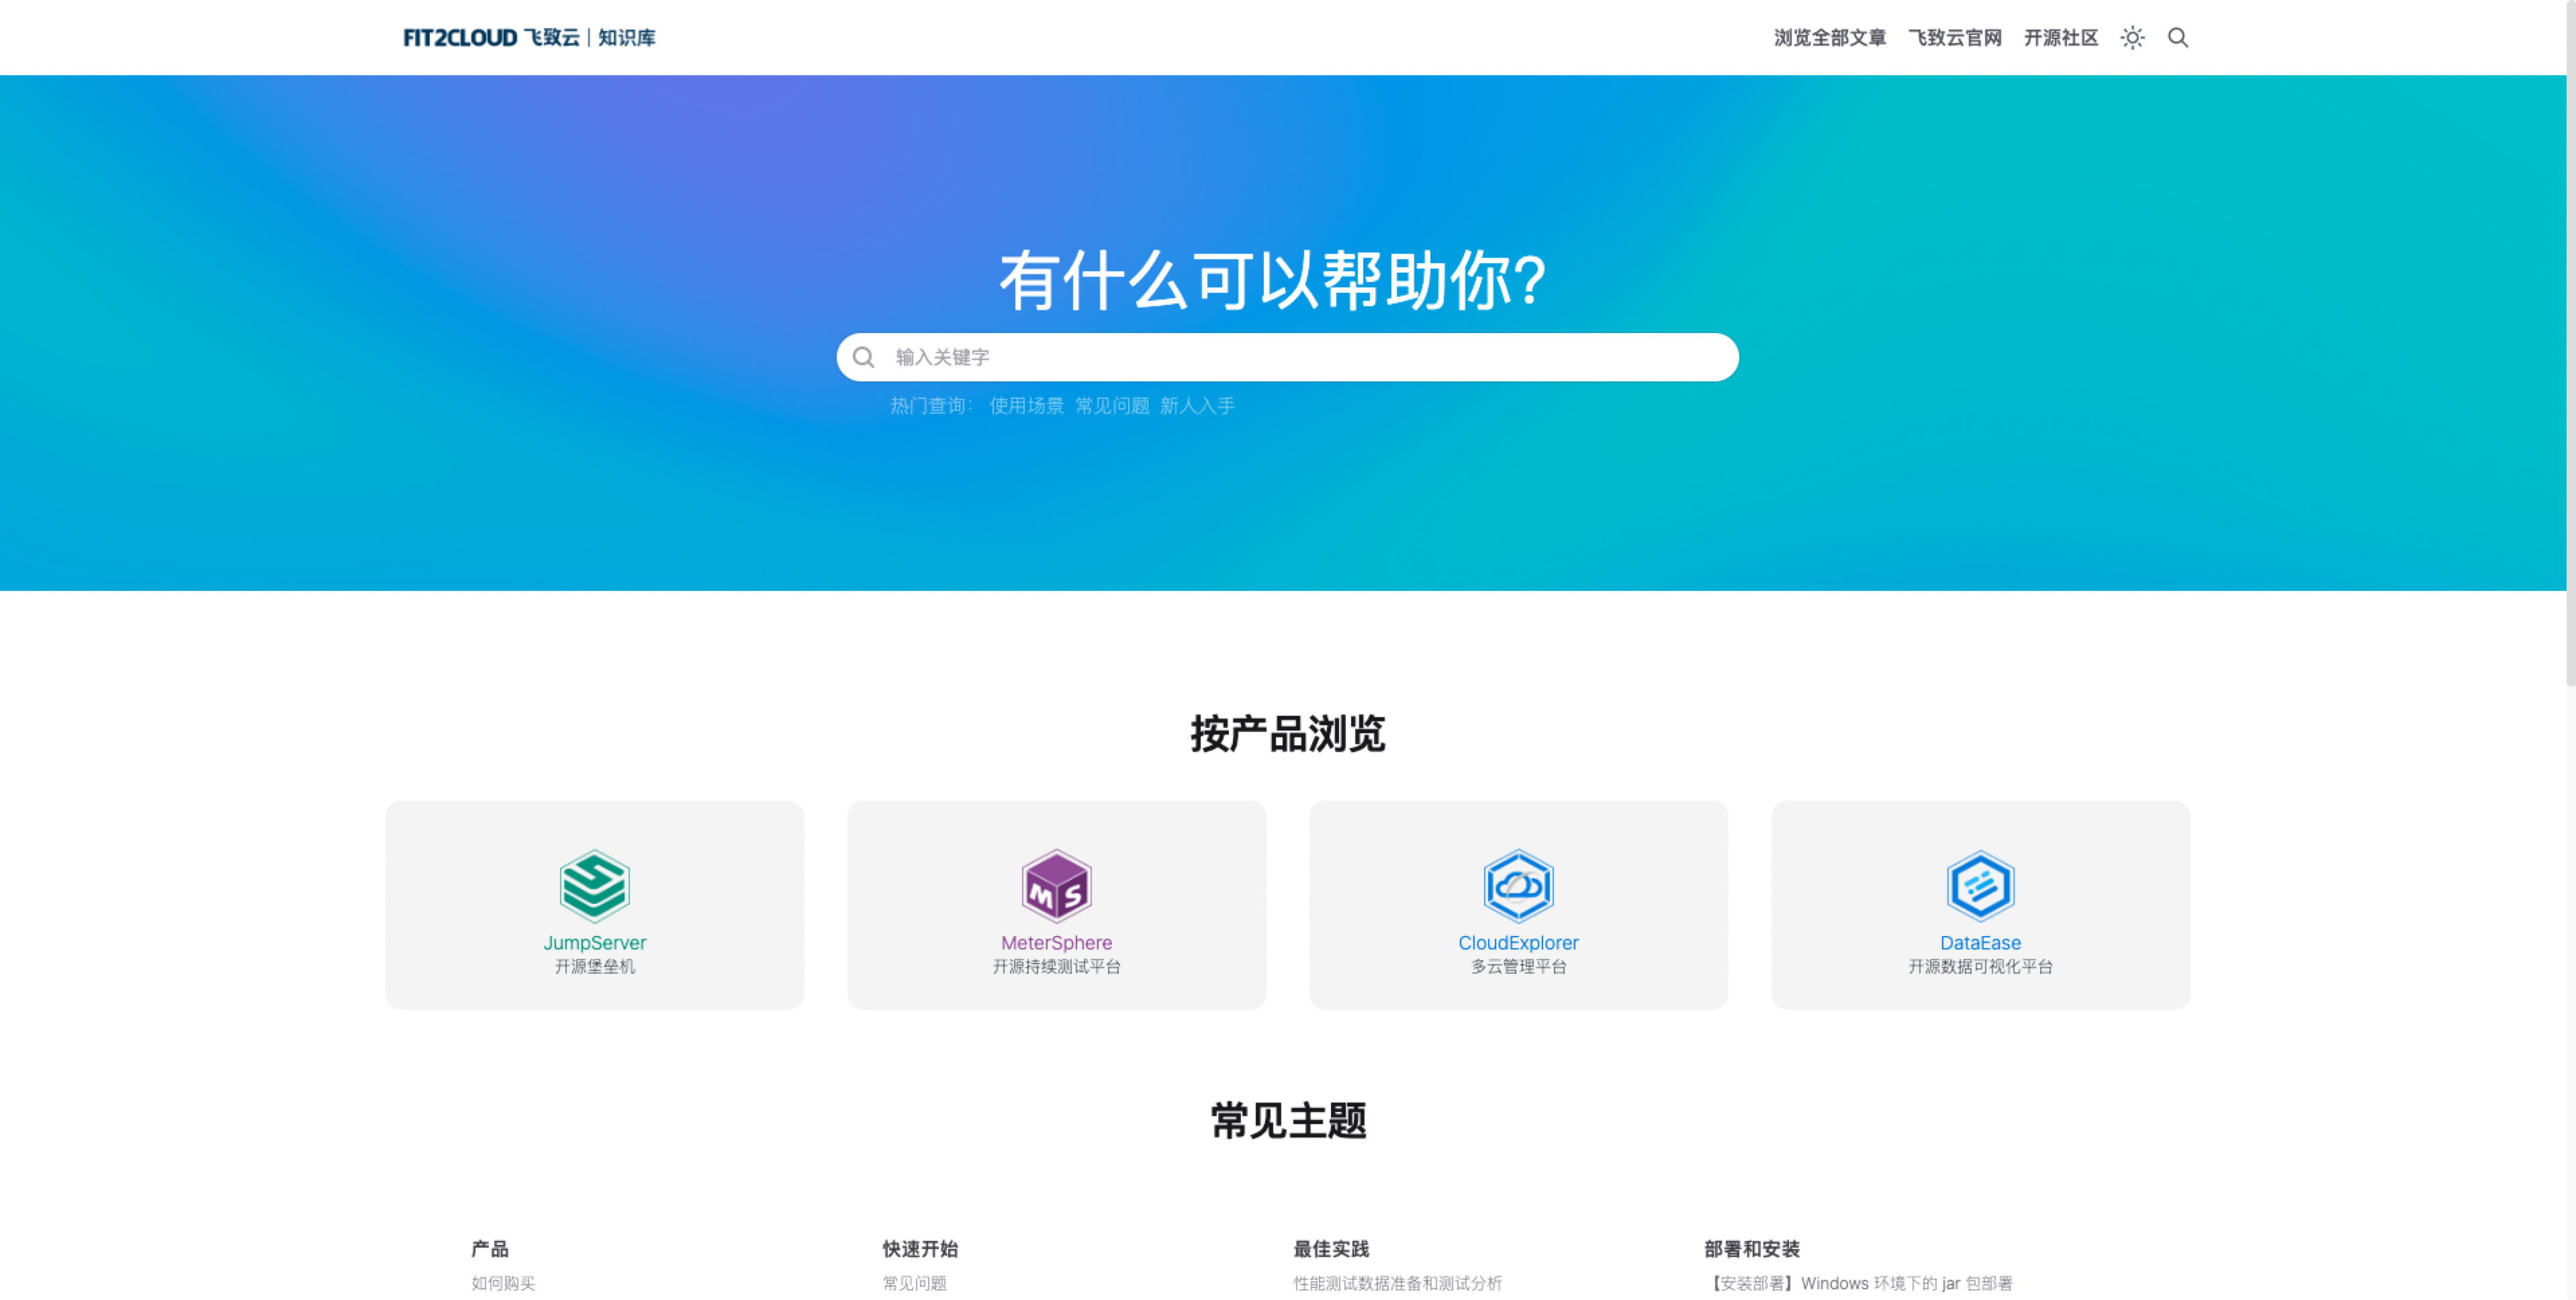 FIT2CLOUD 飞致云 | 知识库
浏览全部文章 飞致云官网 开源社区
有什么可以帮助你?
输入关键字
热门查询： 使用场景 常见问题 新人入手
按产品浏览
JumpServer
开源堡垒机
MeterSphere
开源持续测试平台
CloudExplorer
多云管理平台
DataEase
开源数据可视化平台
常见主题
产品
如何购买
快速开始
常见问题
最佳实践
性能测试数据准备和测试分析
部署和安装
【安装部署】Windows 环境下的 jar 包部署